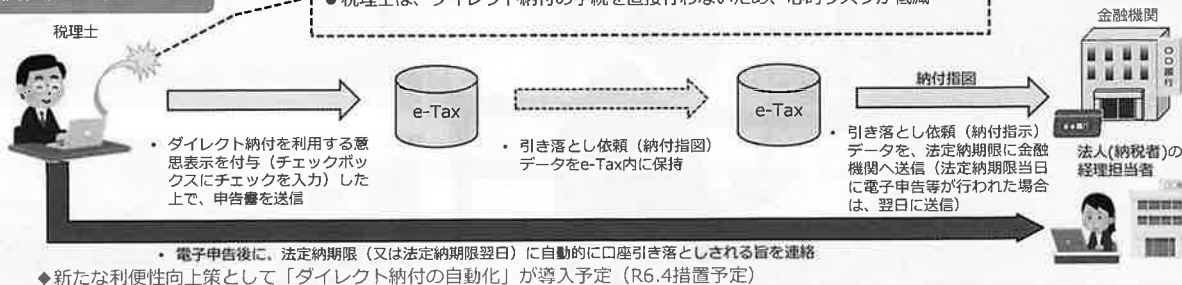 ●税理士は、ダイレクト納付の手続を直接行わないため、心的リスクが低減
税理士
金融機関
e-Tax
e-Tax
納付指図
○○銀行
・ ダイレクト納付を利用する意
思表示を付与（チェックボッ
クスにチェックを入力）した
上で、申告書を送信
・ 引き落とし依頼（納付指図）
データをe-Tax内に保持
・ 引き落とし依頼（納付指示）
データを、法定納期限に金融
機関へ送信（法定納期限当日
に電子申告等が行われた場合
は、翌日に送信）
法人(納税者)の
経理担当者
・ 電子申告後に、法定納期限（又は法定納期限翌日）に自動的に口座引き落としされる旨を連絡
◆新たな利便性向上策として「ダイレクト納付の自動化」が導入予定（R6.4措置予定）